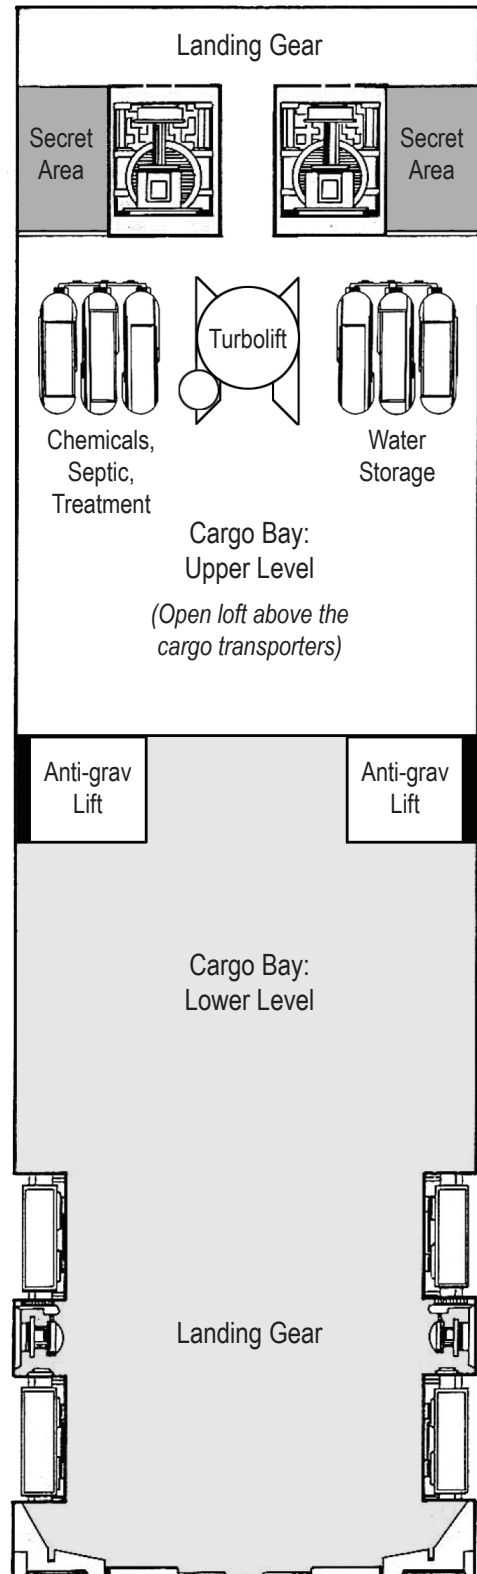 Landing Gear
Secret
Area
Secret
Area
Turbolift
Chemicals,
Septic,
Treatment
Water
Storage
Cargo Bay:
Upper Level
(Open loft above the
cargo transporters)
Anti-grav
Lift
Anti-grav
Lift
Cargo Bay:
Lower Level
Landing Gear